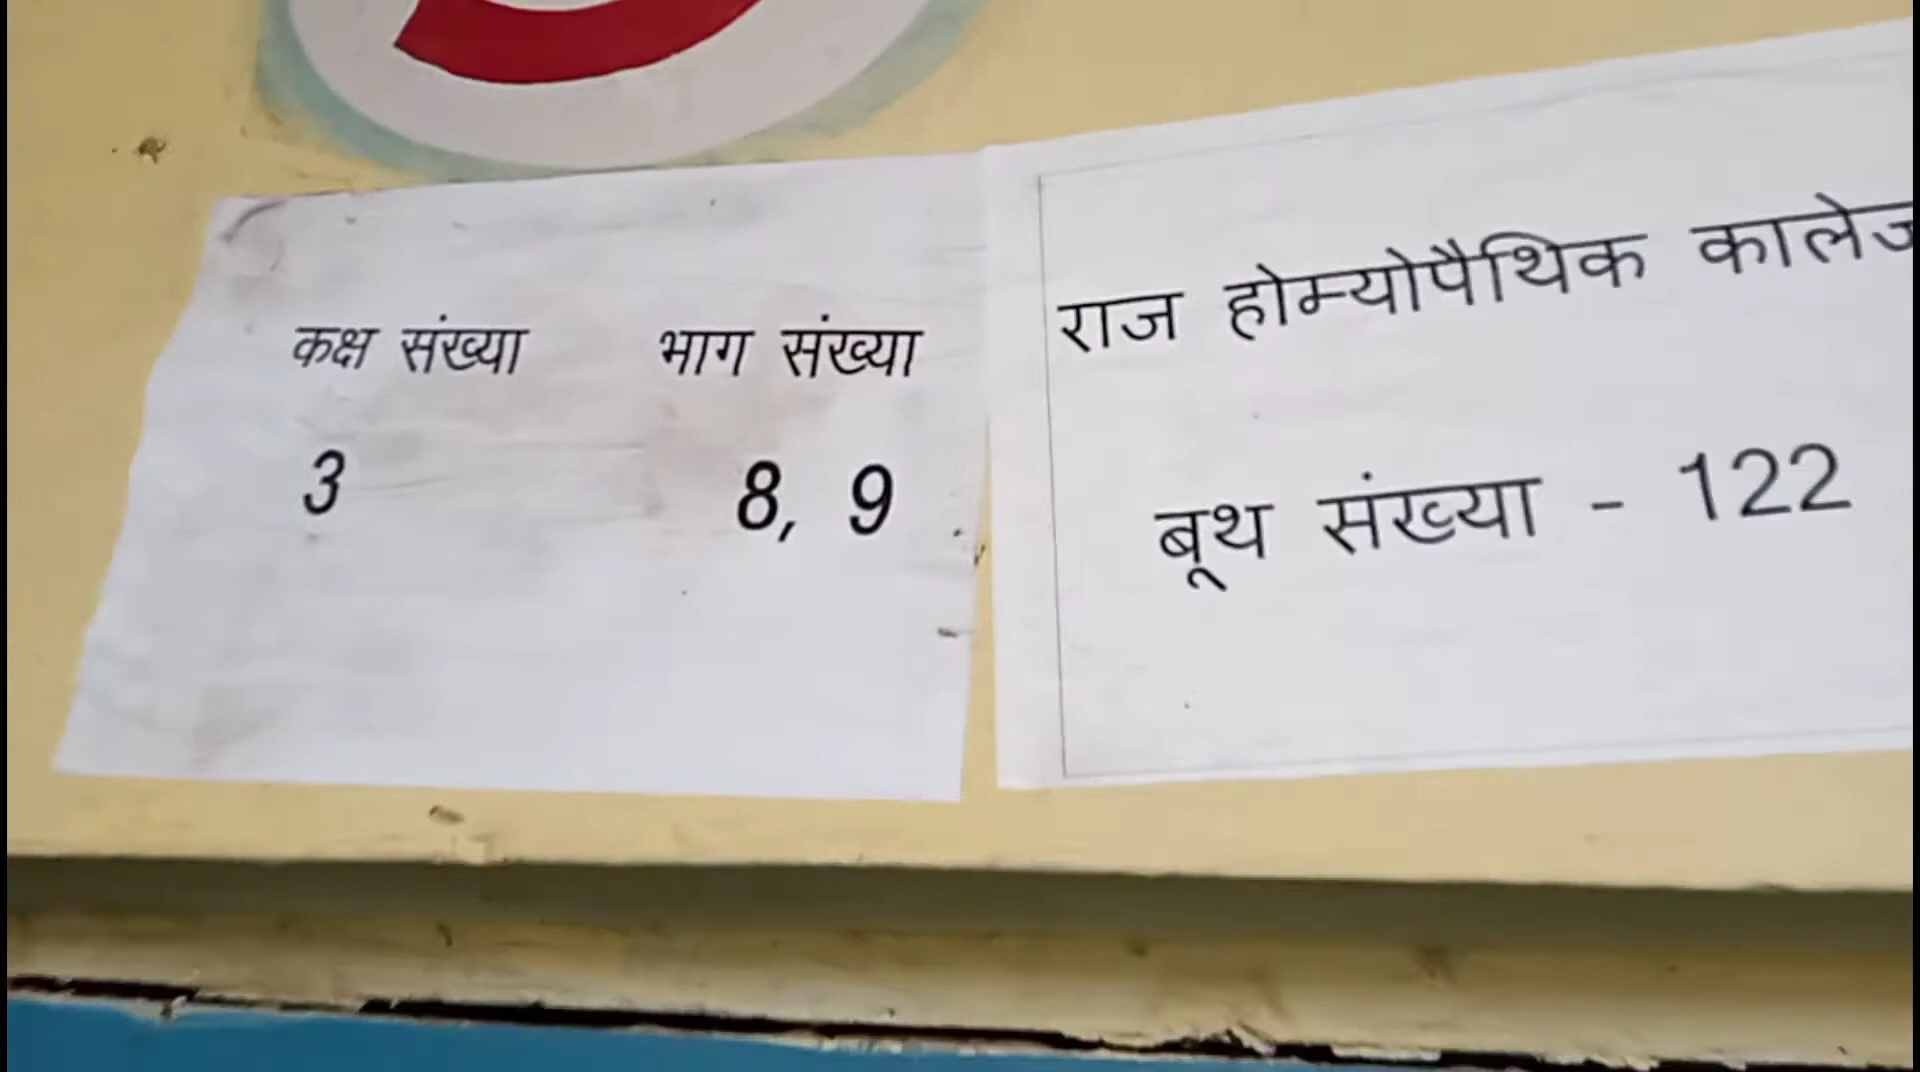 कक्ष संख्या भाग संख्या
3 8, 9
राज होम्योपैथिक कालेज
बूथ संख्या - 122